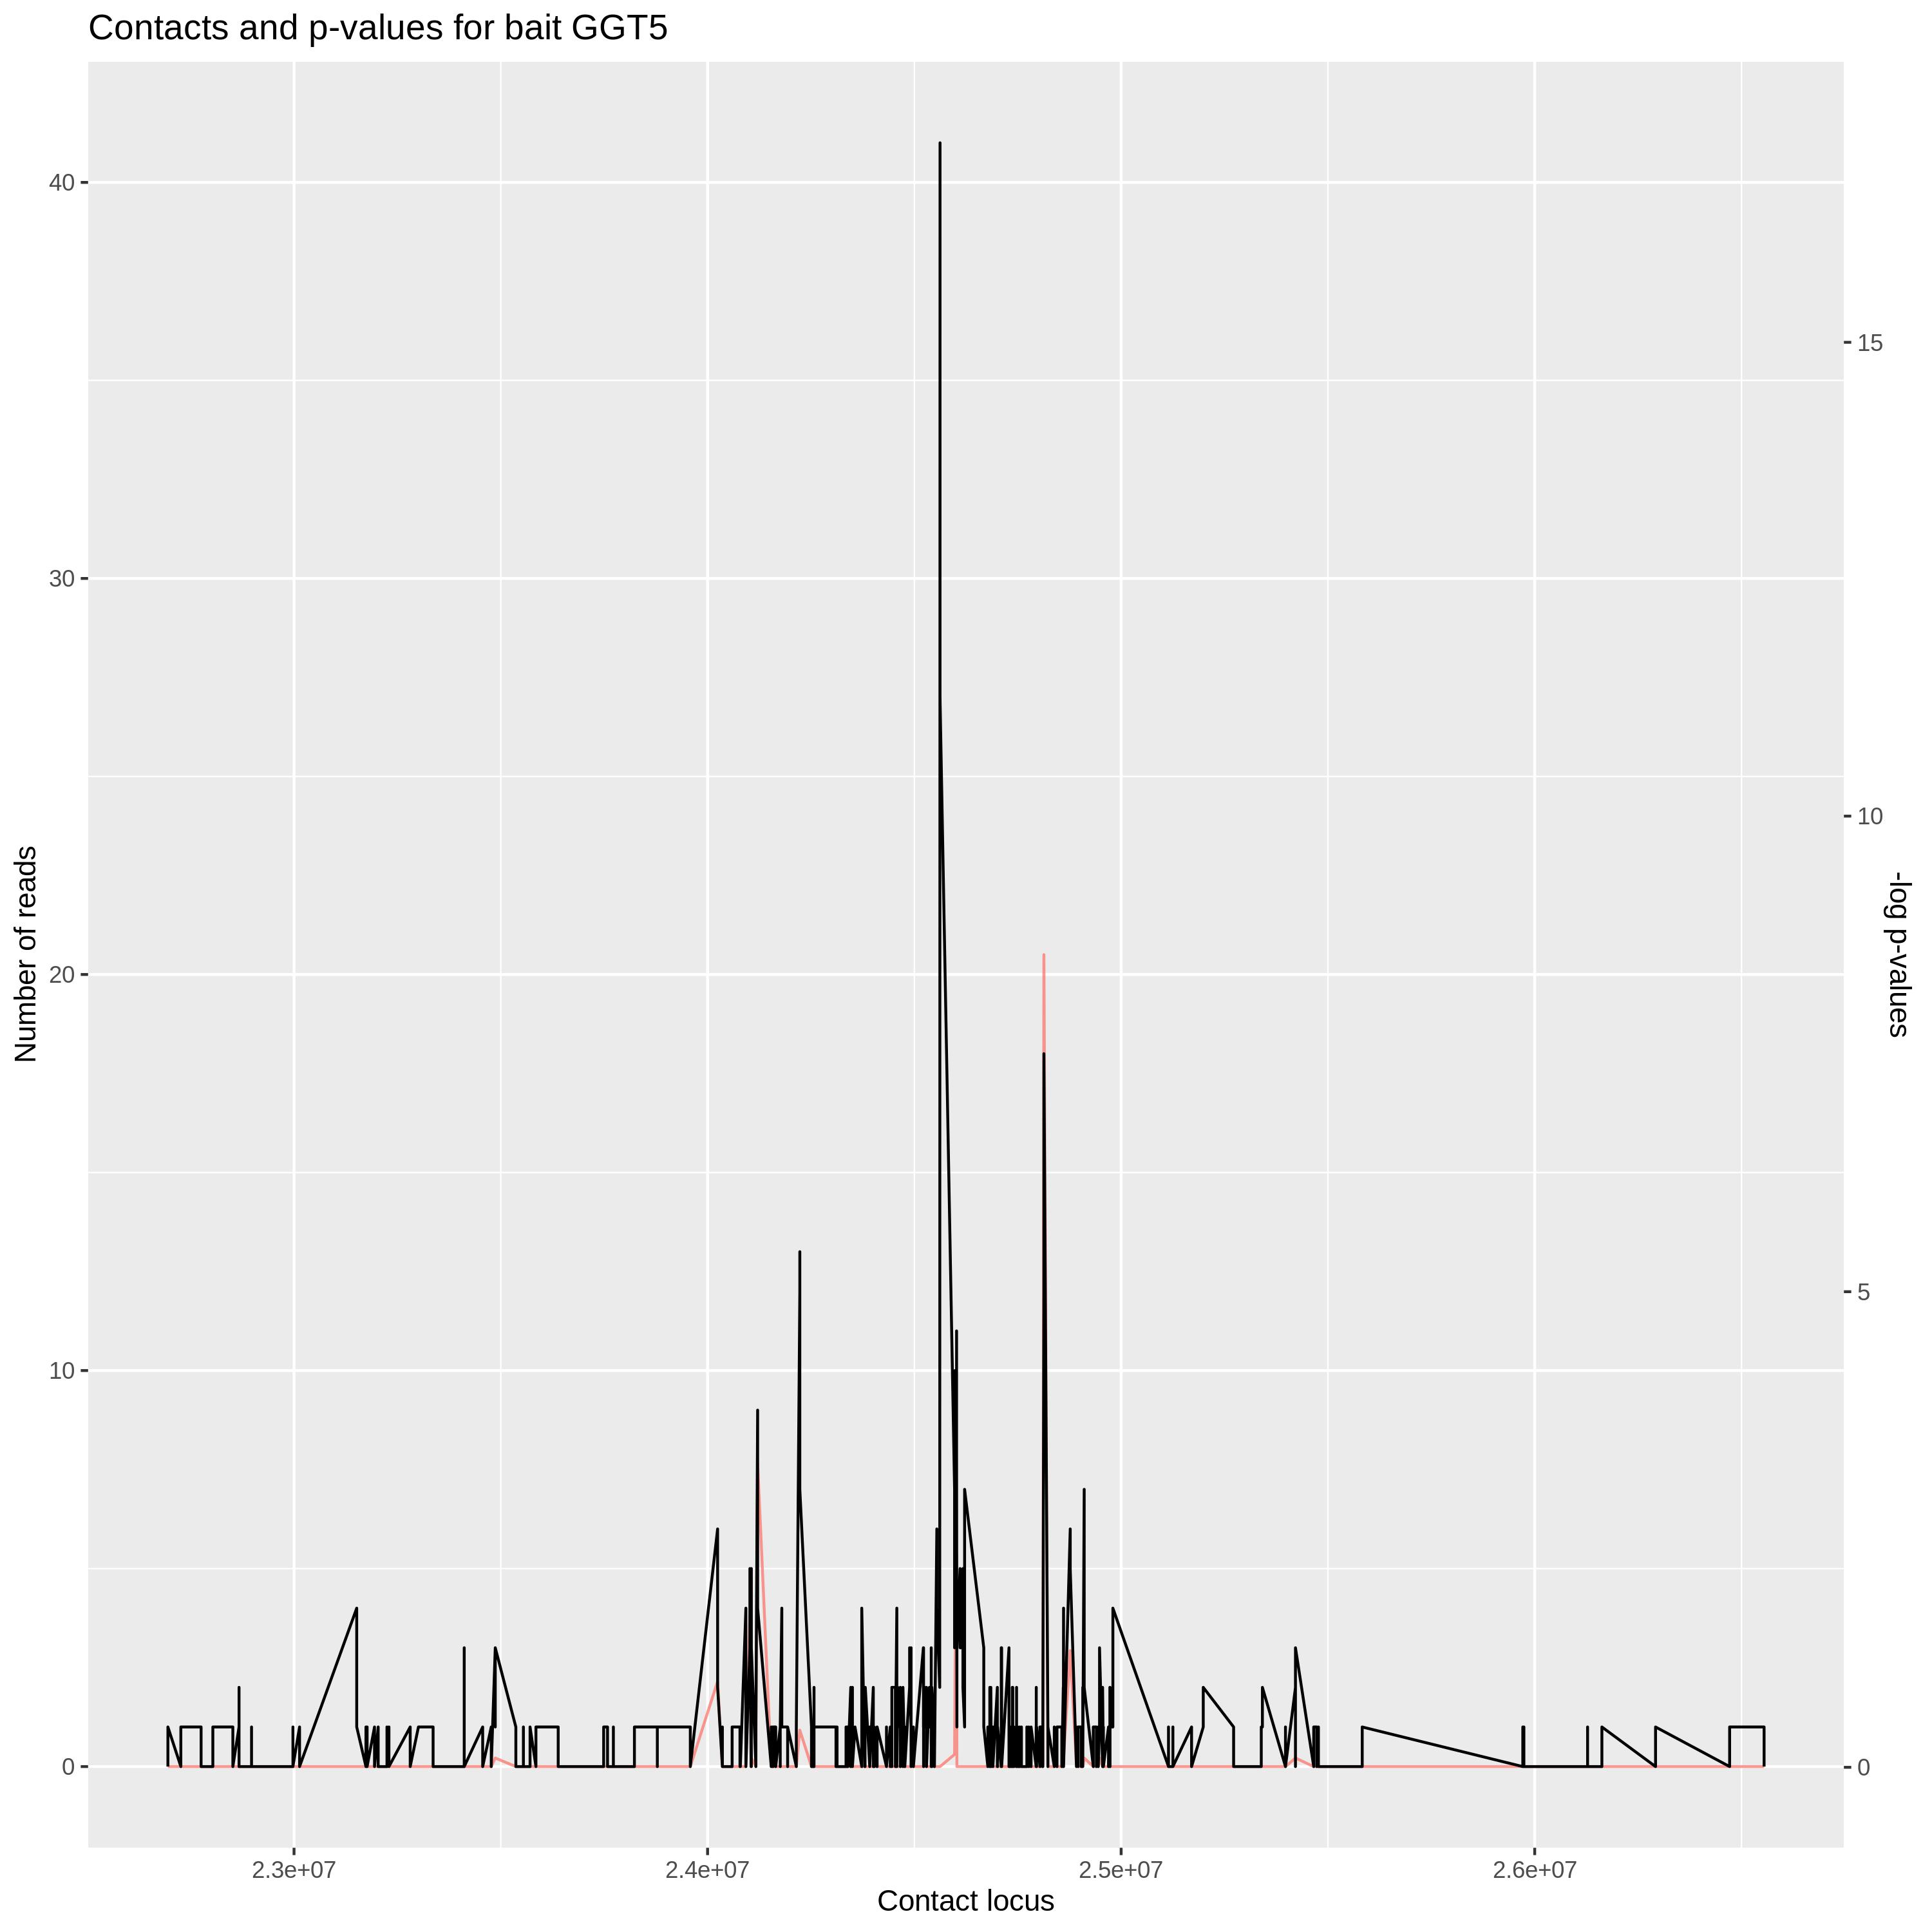 Contacts and p-values for bait GGT5
40
30
20
10
0
Number of reads
15
10
5
0
-log p-values
2.3e+07
2.4e+07
2.5e+07
2.6e+07
Contact locus